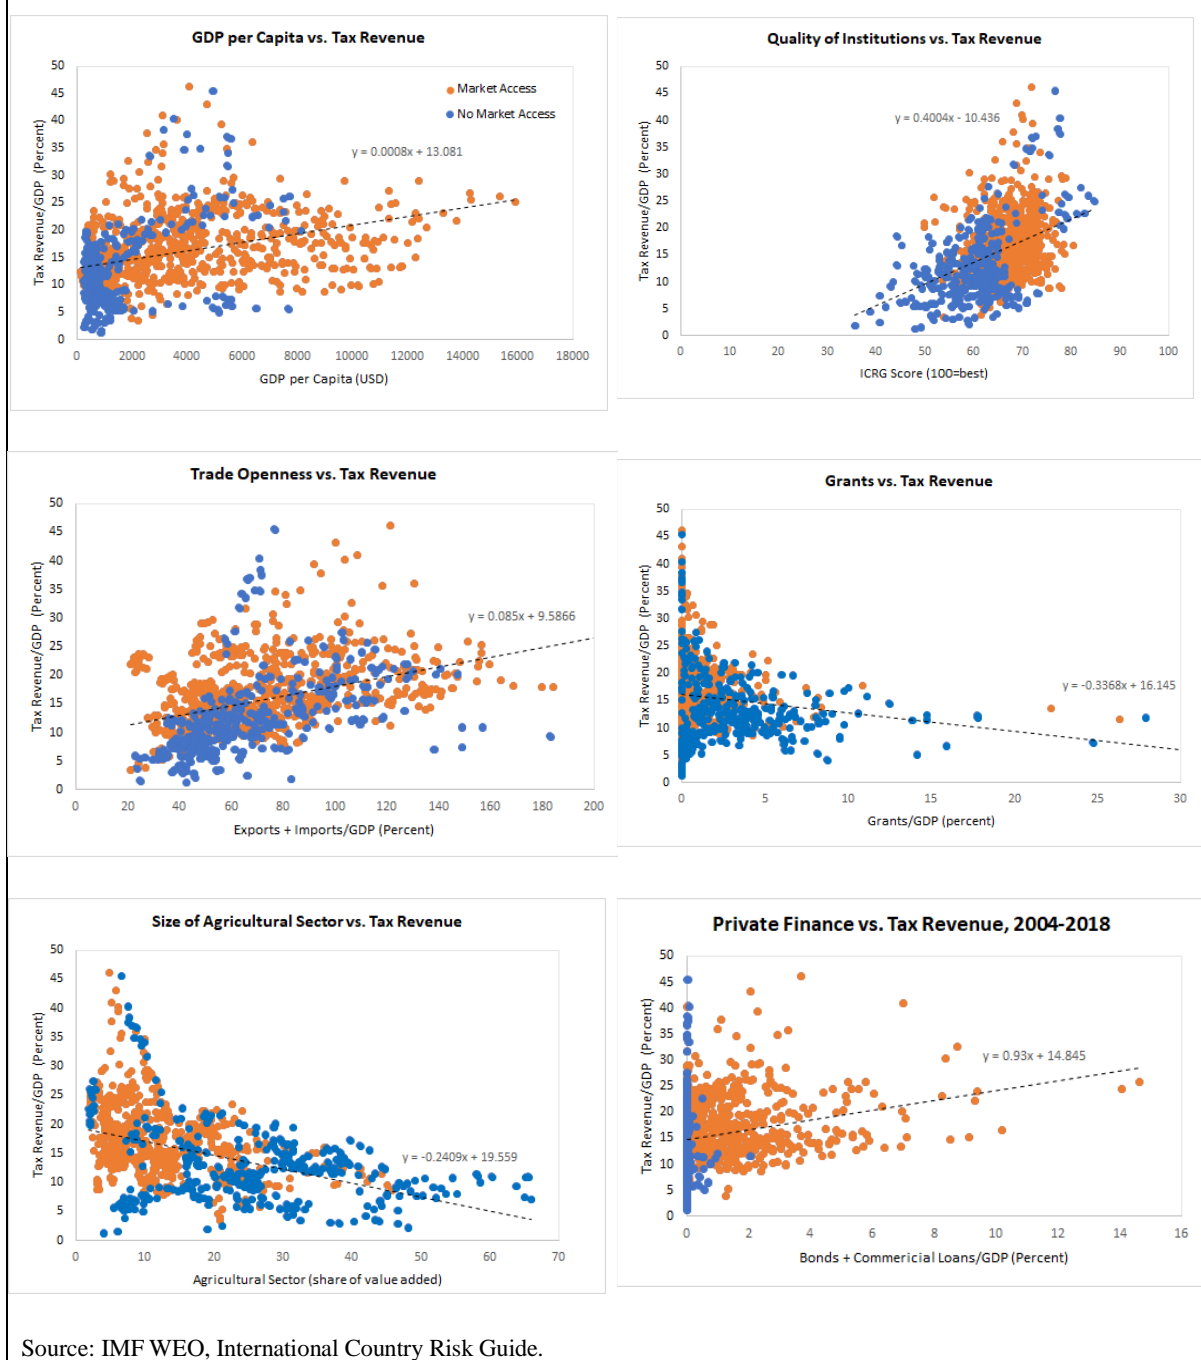 GDP per Capita vs. Tax Revenue
50
45
40
35
30
25
20
15
10
5
0
Tax Revenue/GDP (Percent)
Market Access
No Market Access
y = 0.0008x + 13.081
0 2000 4000 6000 8000 10000 12000 14000 16000 18000
GDP per Capita (USD)
Quality of Institutions vs. Tax Revenue
50
45
40
35
30
25
20
15
10
5
0
Tax Revenue/GDP (Percent)
y = 0.4004x - 10.436
0 10 20 30 40 50 60 70 80 90 100
ICRG Score (100=best)
Trade Openness vs. Tax Revenue
50
45
40
35
30
25
20
15
10
5
0
Tax Revenue/GDP (Percent)
y = 0.085x + 9.5866
0 20 40 60 80 100 120 140 160 180 200
Exports + Imports/GDP (Percent)
Grants vs. Tax Revenue
50
45
40
35
30
25
20
15
10
5
0
Tax Revenue/GDP (Percent)
y = -0.3368x + 16.145
0 5 10 15 20 25 30
Grants/GDP (percent)
Size of Agricultural Sector vs. Tax Revenue
50
45
40
35
30
25
20
15
10
5
0
Tax Revenue/GDP (Percent)
y = -0.2409x + 19.559
0 10 20 30 40 50 60 70
Agricultural Sector (share of value added)
Private Finance vs. Tax Revenue, 2004-2018
50
45
40
35
30
25
20
15
10
5
0
Tax Revenue/GDP (Percent)
y = 0.93x + 14.845
0 2 4 6 8 10 12 14 16
Bonds + Commericial Loans/GDP (Percent)
Source: IMF WEO, International Country Risk Guide.